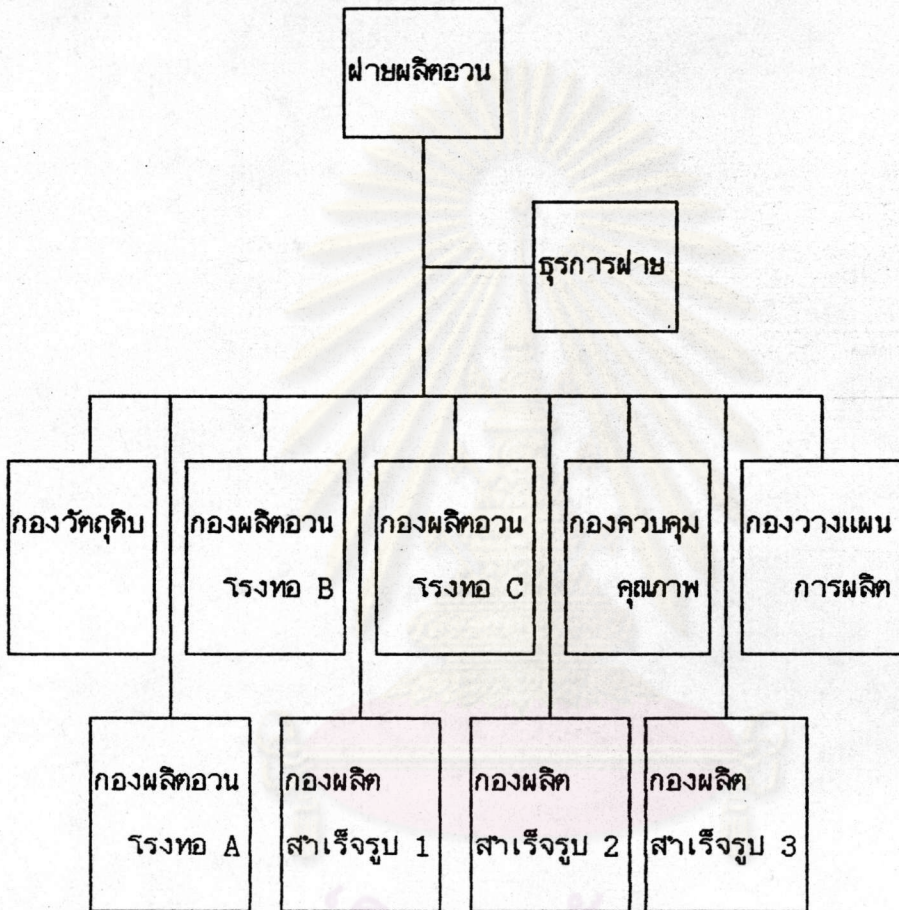 ฝ่ายผลิตอวน
ธุรการฝ่าย
กองวัตถุดิบ
กองผลิตอวน
โรงทอ B
กองผลิตอวน
โรงทอ C
กองควบคุม
คุณภาพ
กองวางแผน
การผลิต
กองผลิตอวน
โรงทอ A
กองผลิต
สำเร็จรูป 1
กองผลิต
สำเร็จรูป 2
กองผลิต
สำเร็จรูป 3